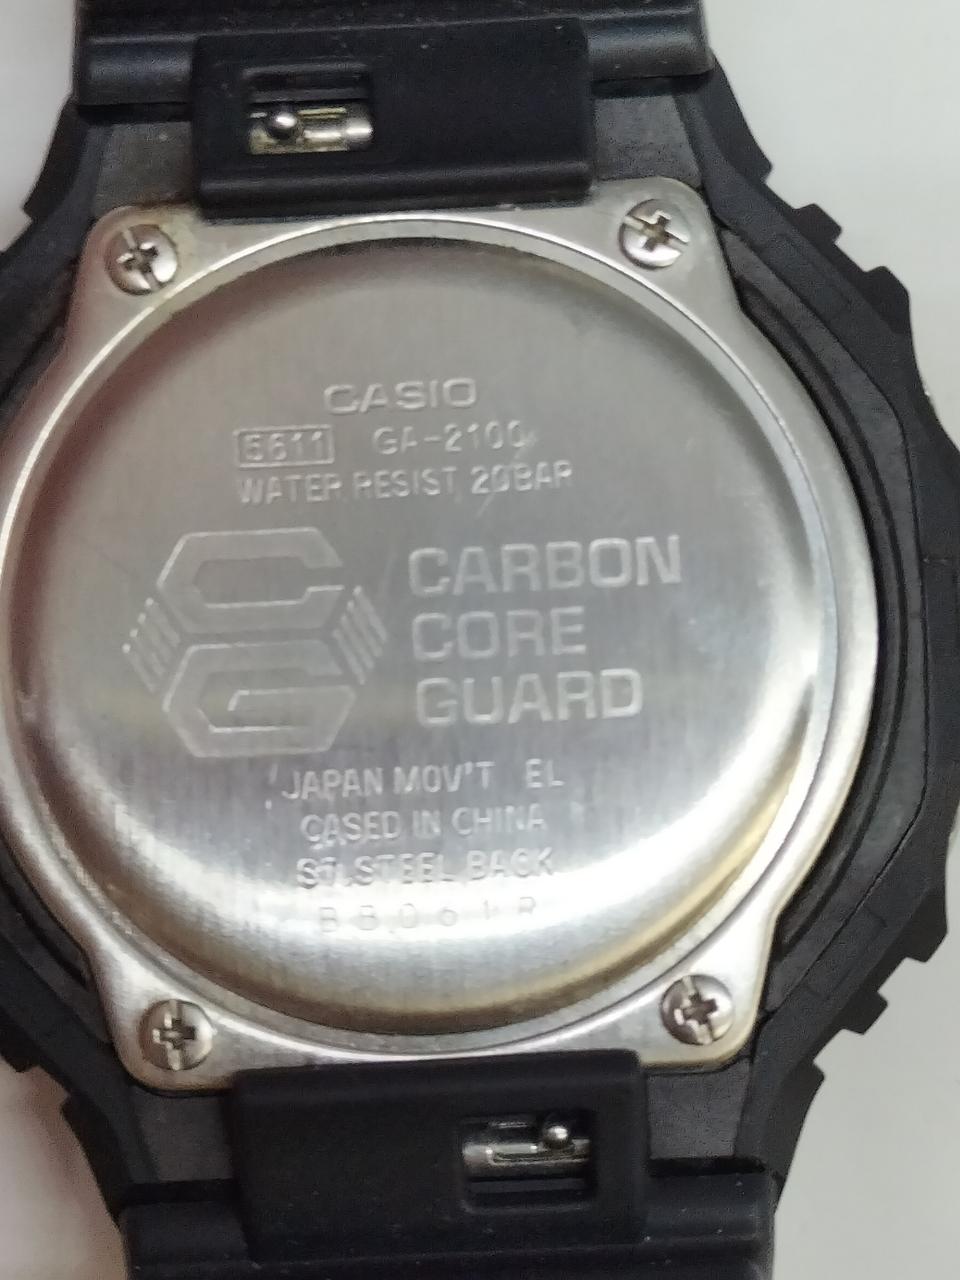 CASIO
5611 GA-2100
WATER RESIST 20BAR
CARBON
CORE
GUARD
JAPAN MOV'T EL
CASED IN CHINA
ST.STEEL BACK